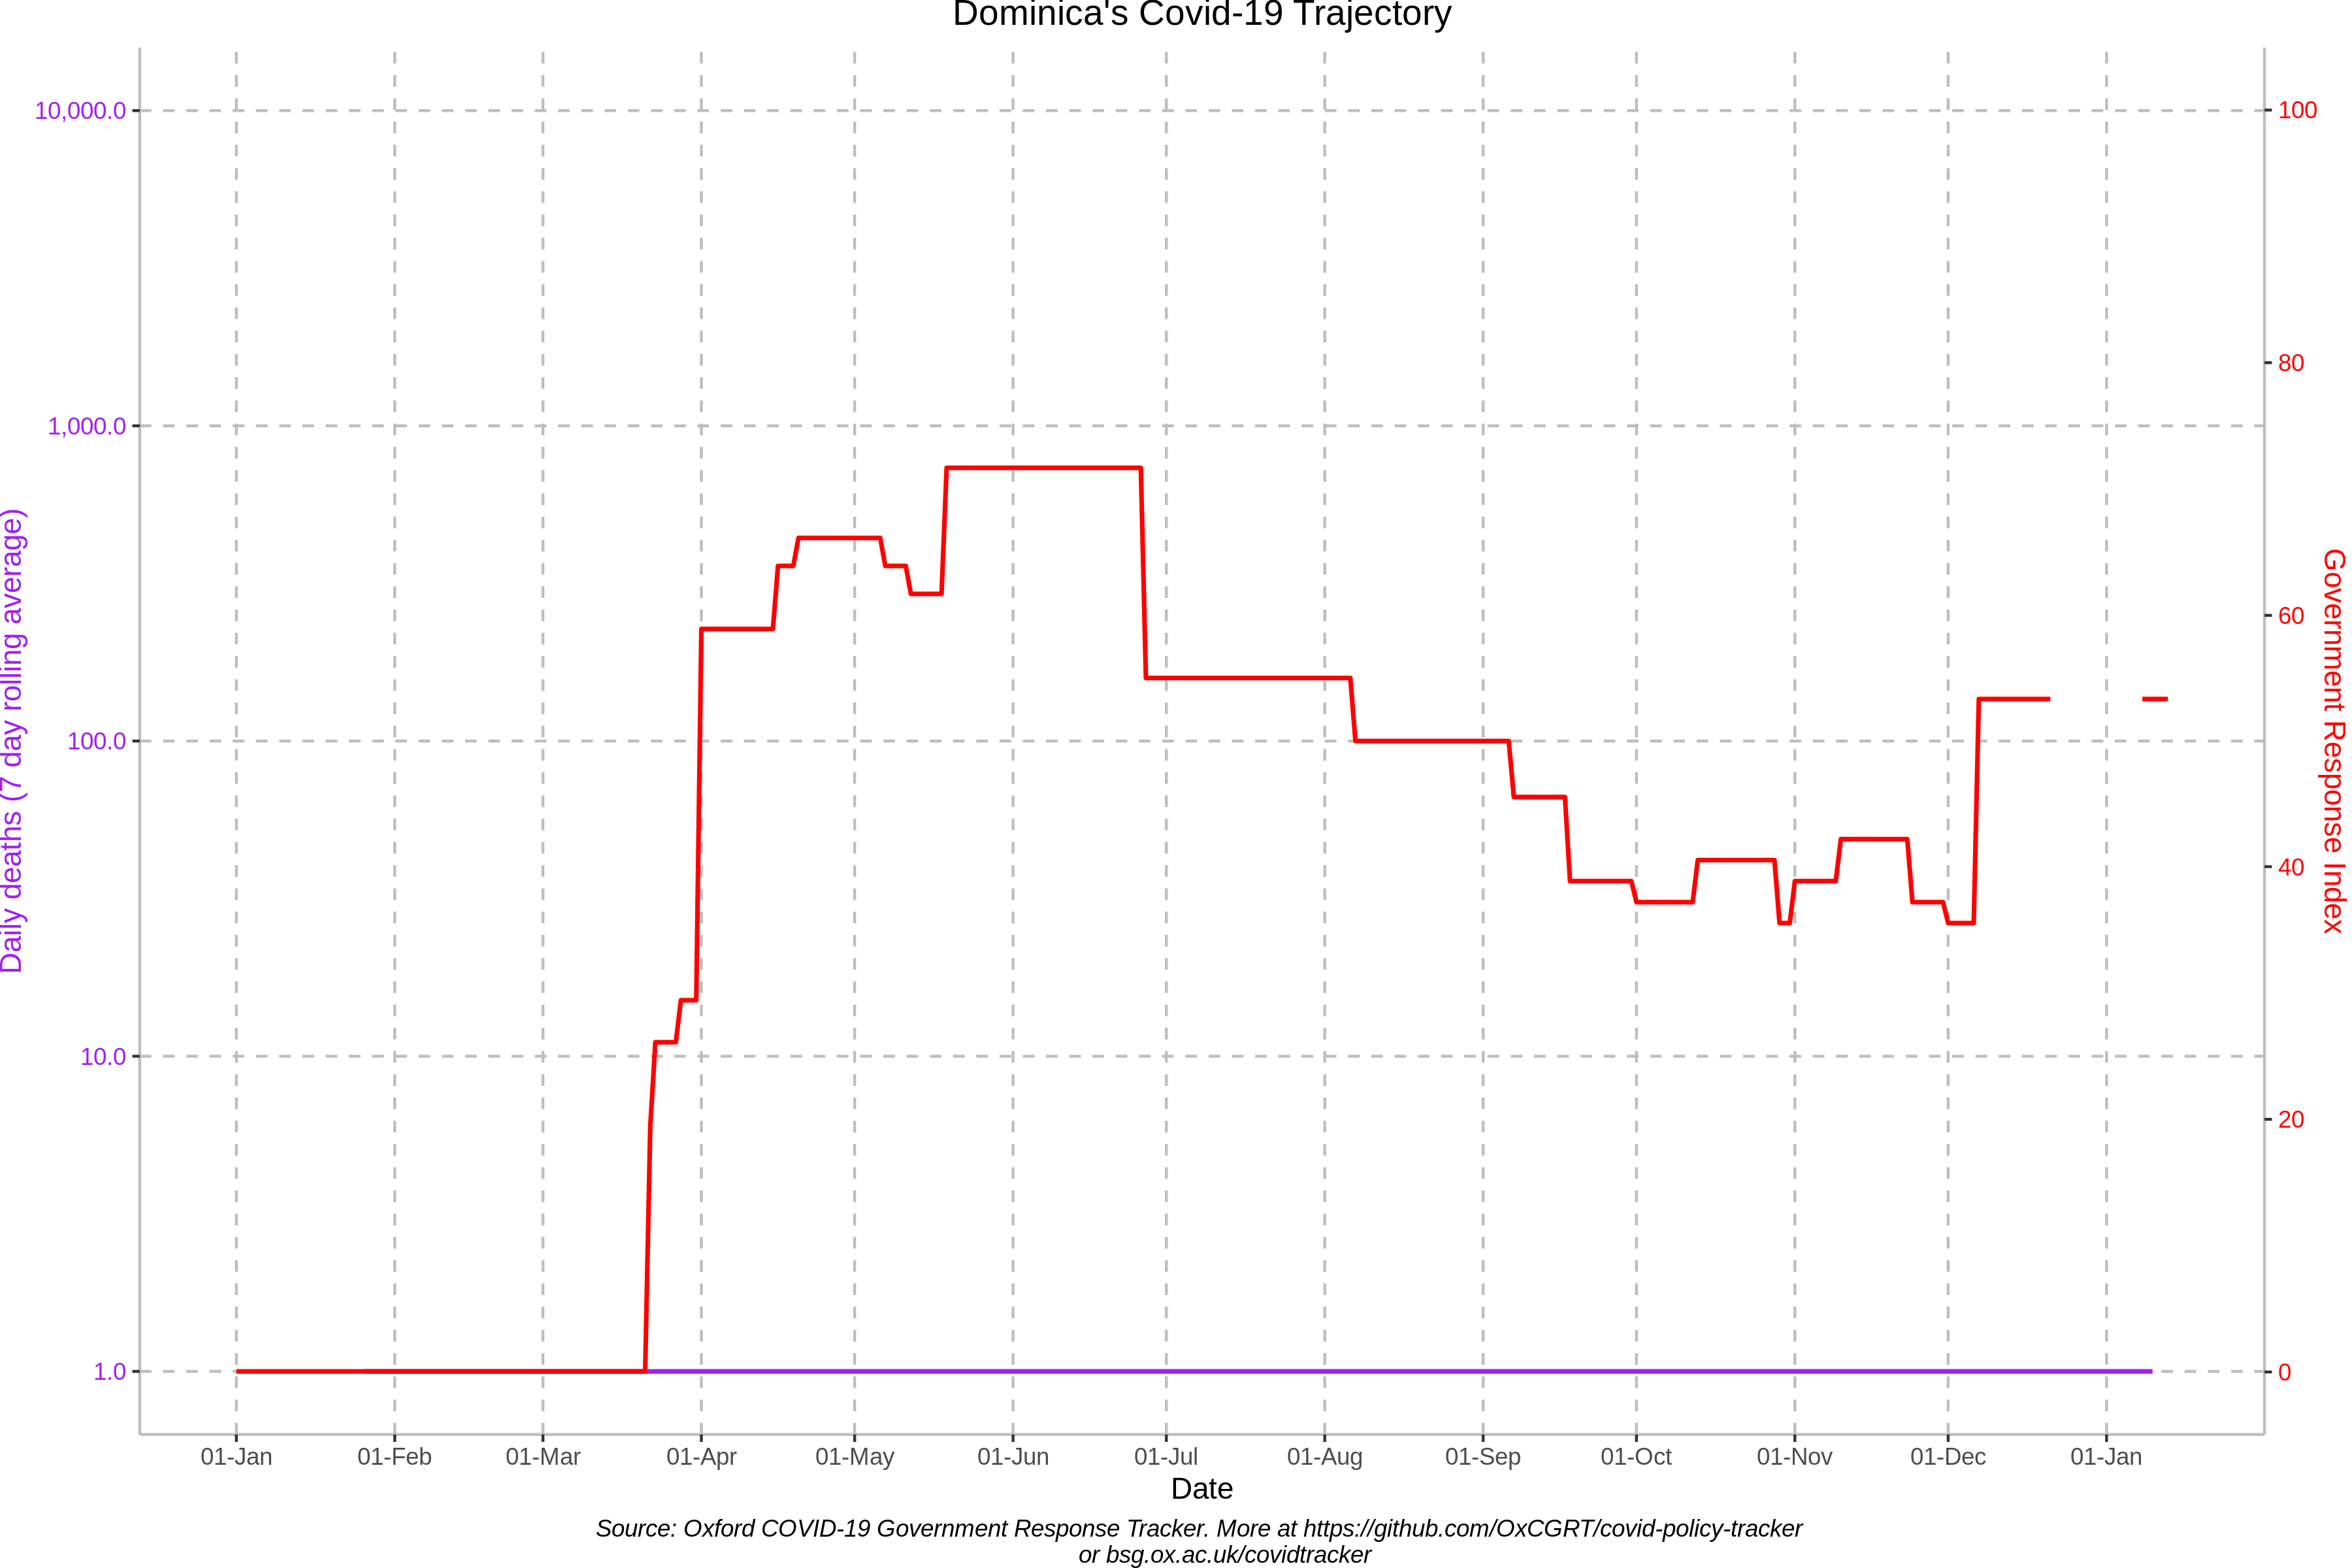 Dominica's Covid-19 Trajectory
10,000.0
1,000.0
100.0
10.0
1.0
Daily deaths (7 day rolling average)
100
80
60
40
20
0
Government Response Index
01-Jan 01-Feb 01-Mar 01-Apr 01-May 01-Jun 01-Jul 01-Aug 01-Sep 01-Oct 01-Nov 01-Dec 01-Jan
Date
Source: Oxford COVID-19 Government Response Tracker. More at https://github.com/OxCGRT/covid-policy-tracker
or bsg.ox.ac.uk/covidtracker